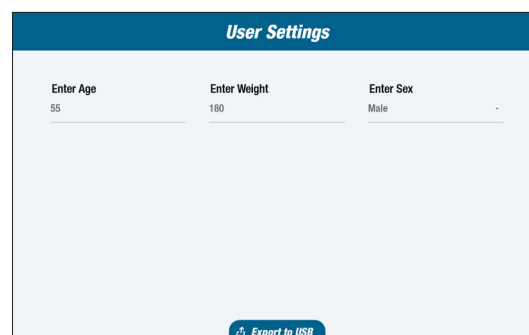 User Settings
Enter Age
Enter Weight
Enter Sex
55
180
Male
Export to USB